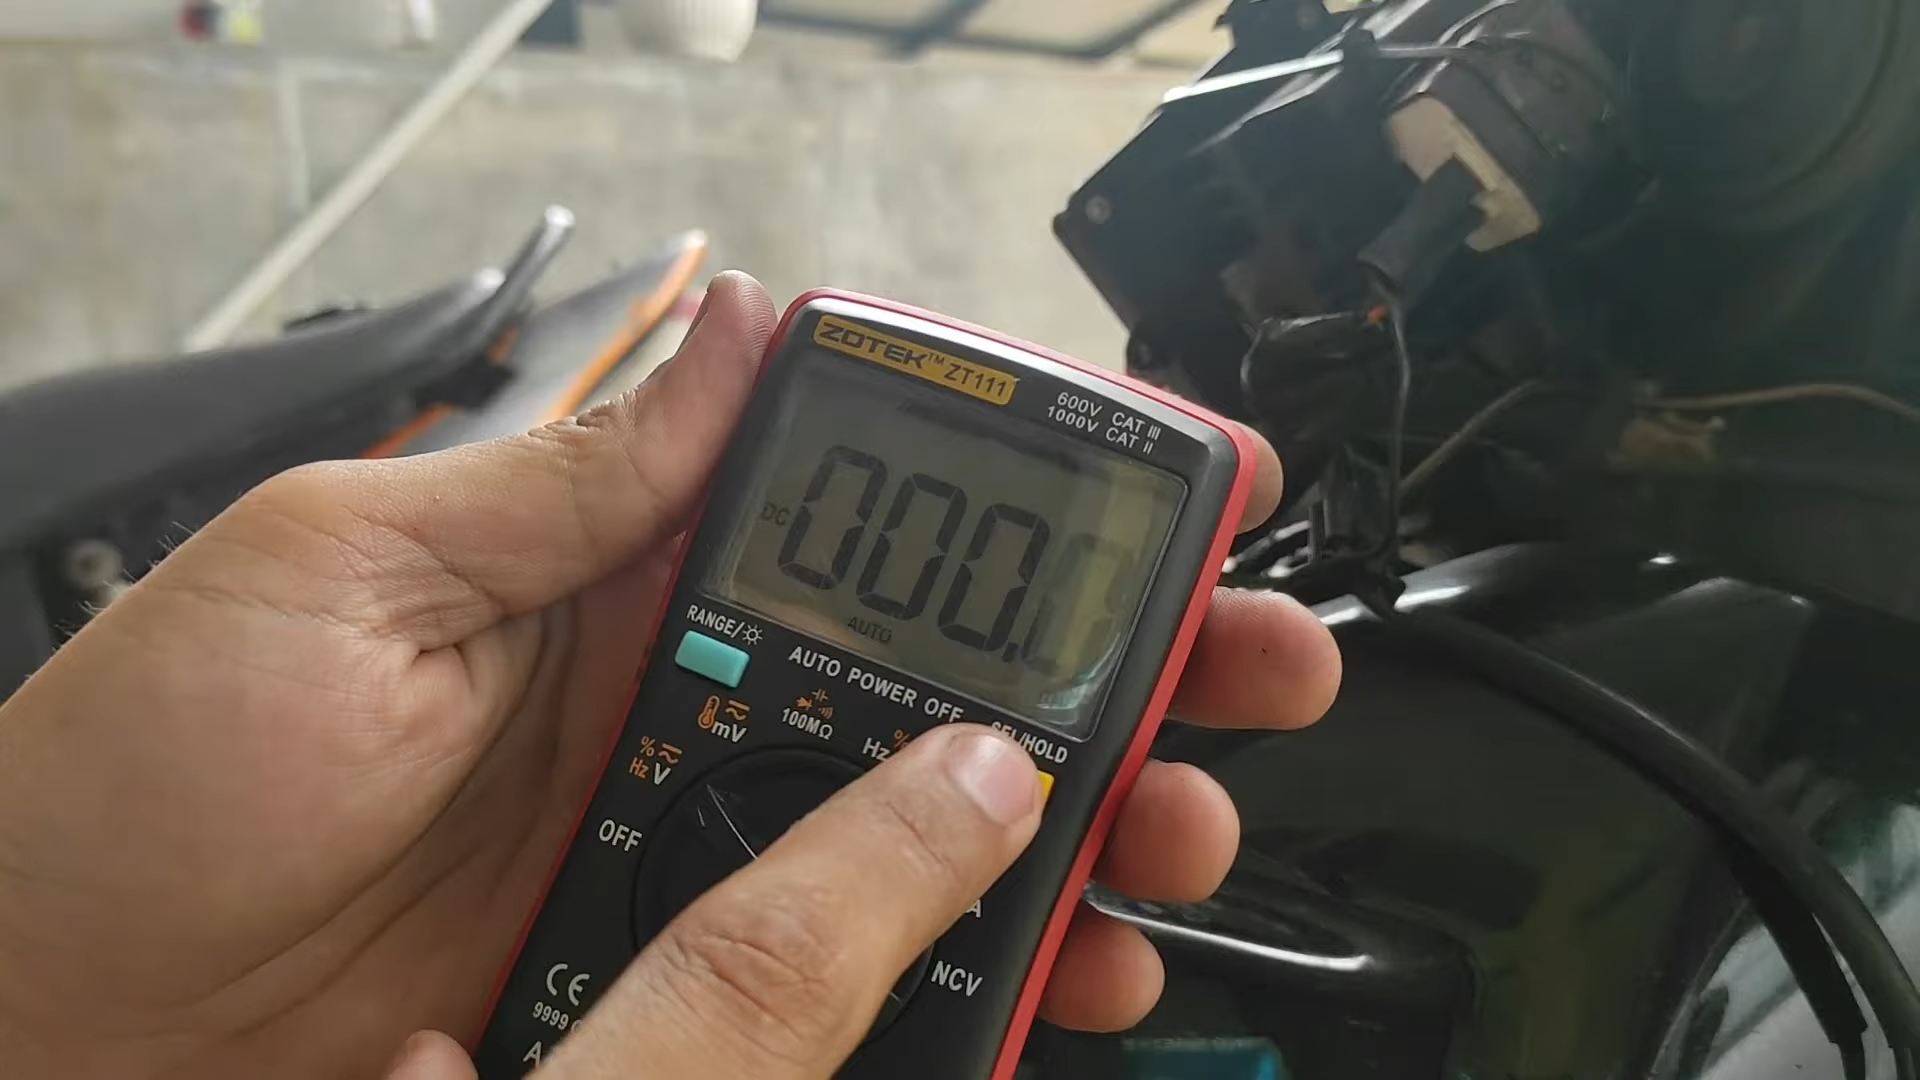 ZOTEK™ ZT111
600V CAT III
1000V CAT II
DC
000.
AUTO
RANGE/
AUTO POWER OFF
SEL/HOLD
mV
100MΩ
Hz %
% Hz V
OFF
A
NCV
CE
9999
A